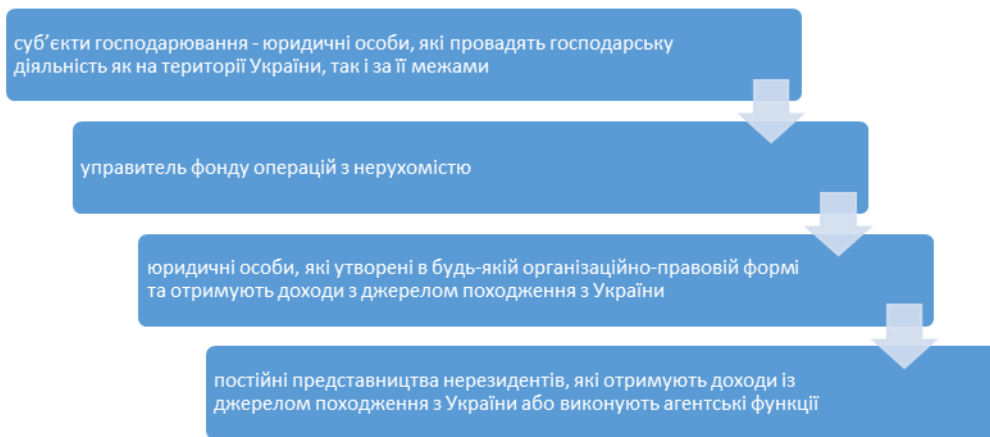 суб’єкти господарювання - юридичні особи, які провадять господарську
діяльність як на території України, так і за її межами
управитель фонду операцій з нерухомістю
юридичні особи, які утворені в будь-якій організаційно-правовій формі
та отримують доходи з джерелом походження з України
постійні представництва нерезидентів, які отримують доходи із
джерелом походження з України або виконують агентські функції